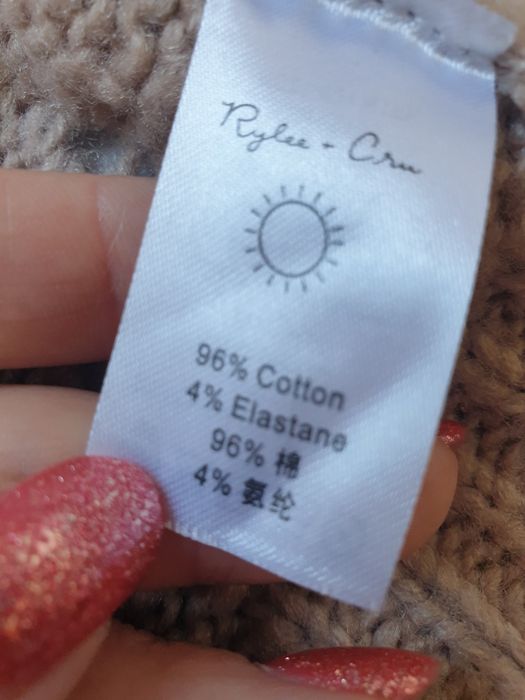 Rylee + Cru
96% Cotton
4% Elastane
96% 棉
4% 氨纶